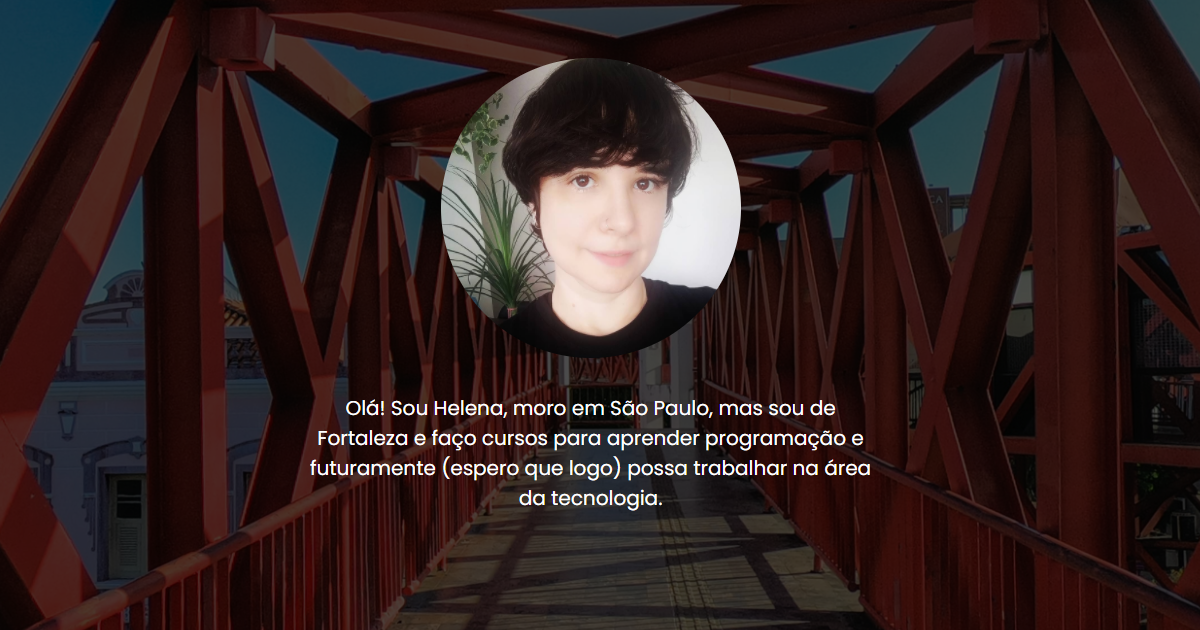 Olá! Sou Helena, moro em São Paulo, mas sou de
Fortaleza e faço cursos para aprender programação e
futuramente (espero que logo) possa trabalhar na área
da tecnologia.